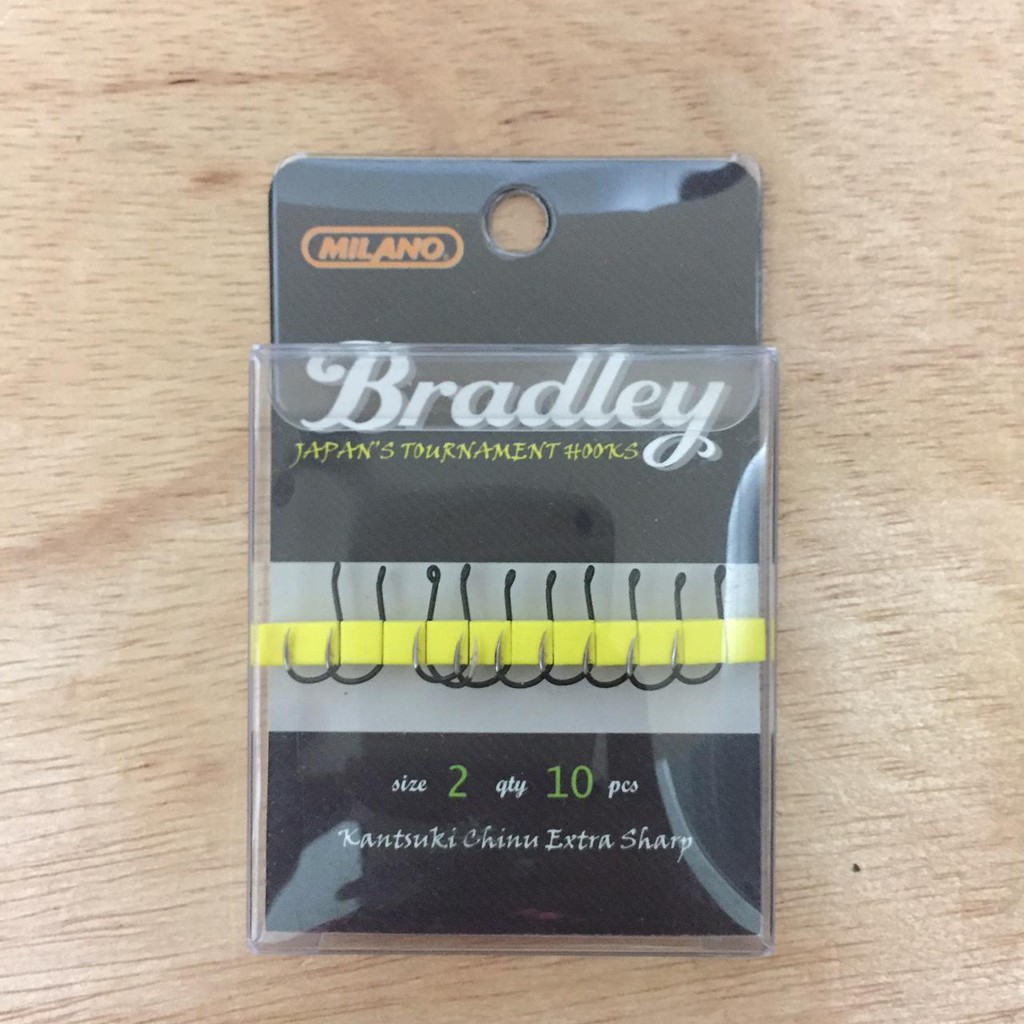 MILANO
Bradley
JAPAN'S TOURNAMENT HOOKS
size 2 qty 10 pcs
Kantsuki Chinu Extra Sharp